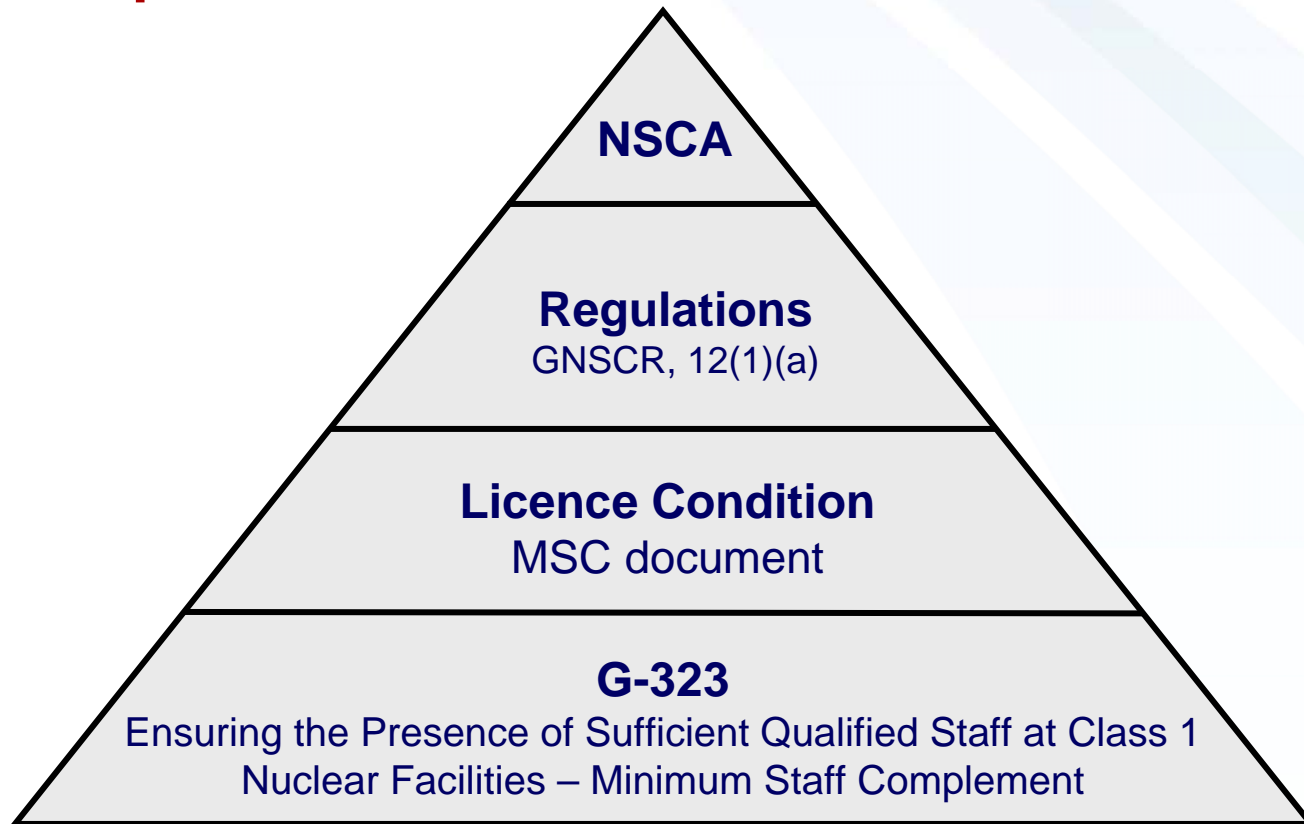 NSCA
Regulations
GNSCR, 12(1)(a)
Licence Condition
MSC document
G-323
Ensuring the Presence of Sufficient Qualified Staff at Class 1
Nuclear Facilities – Minimum Staff Complement